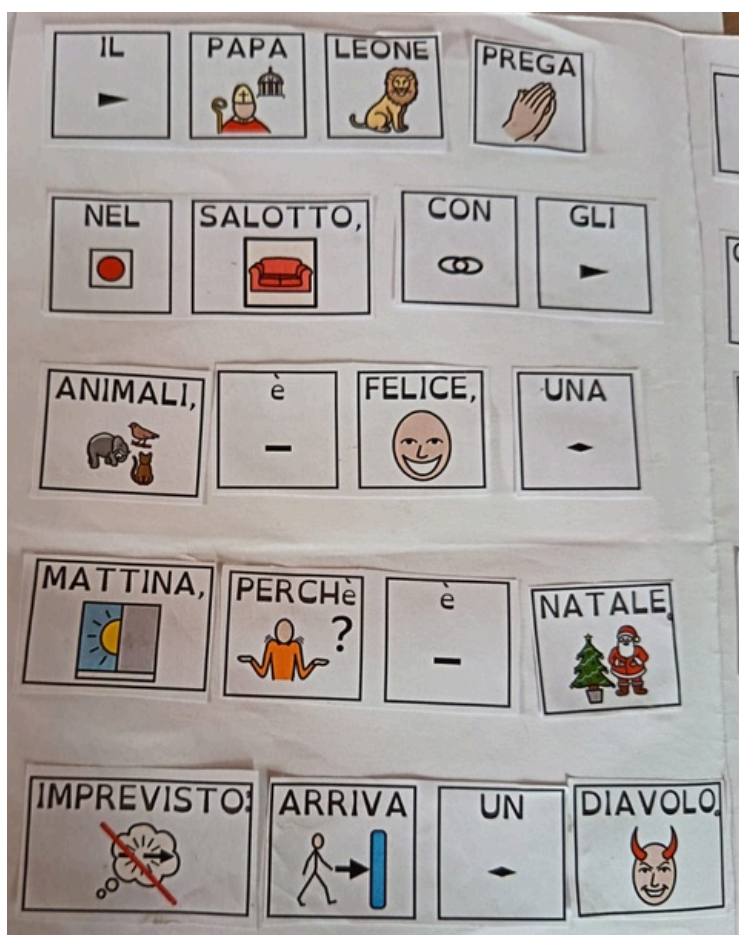 IL PAPA LEONE PREGA
NEL SALOTTO, CON GLI
ANIMALI, è FELICE, UNA
MATTINA, PERCHè ? è NATALE.
IMPREVISTO: ARRIVA UN DIAVOLO.